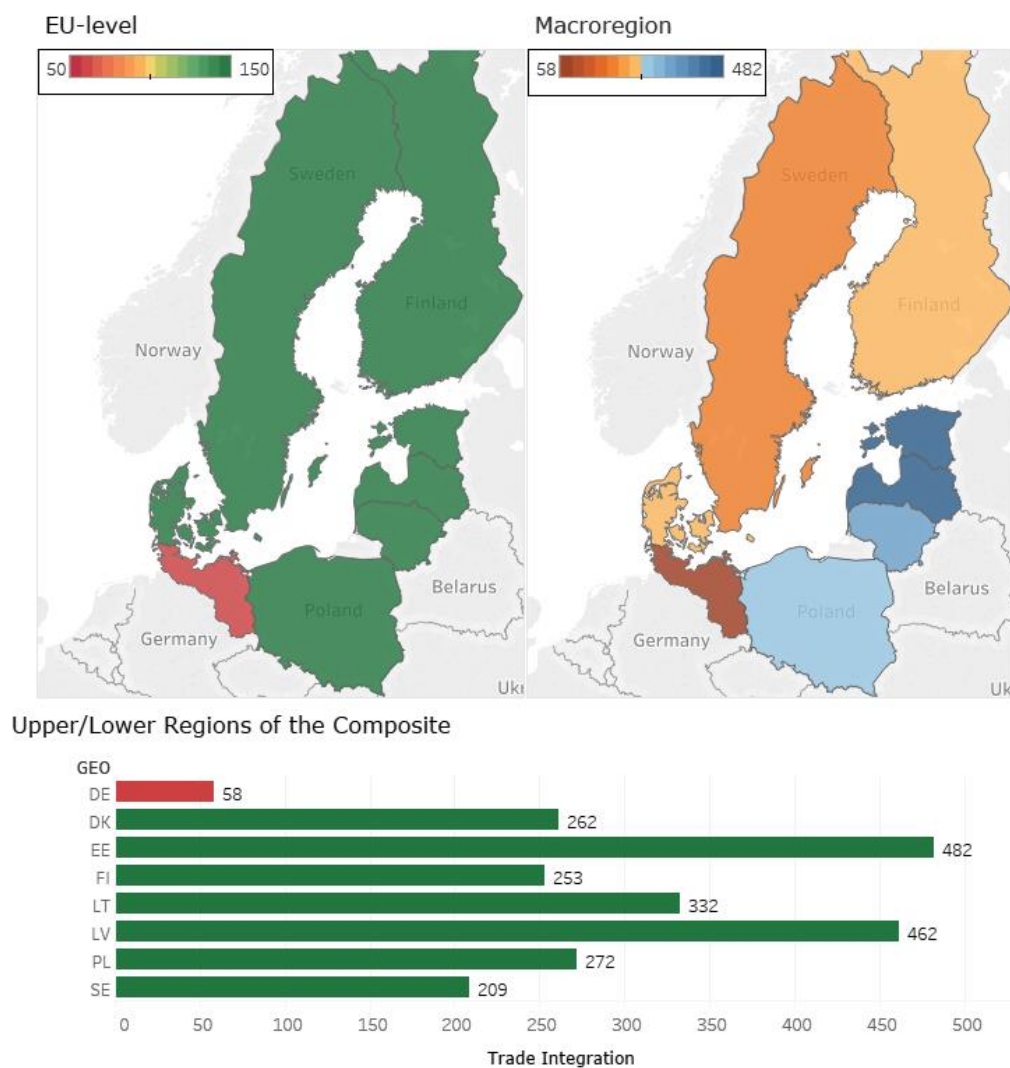 EU-level
Macroregion
50 150
58 482
Sweden
Sweden
Finland
Finland
Norway
Norway
Belarus
Belarus
Poland
Poland
Germany
Germany
Ukr
Uk
Upper/Lower Regions of the Composite
GEO
DE 58
DK 262
EE 482
FI 253
LT 332
LV 462
PL 272
SE 209
0 50 100 150 200 250 300 350 400 450 500
Trade Integration